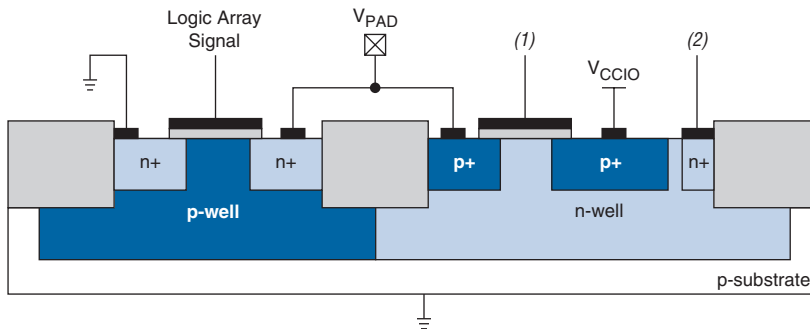 Logic Array
Signal
VPAD
(1)
(2)
VCCIO
n+
n+
p+
p+
n+
p-well
n-well
p-substrate